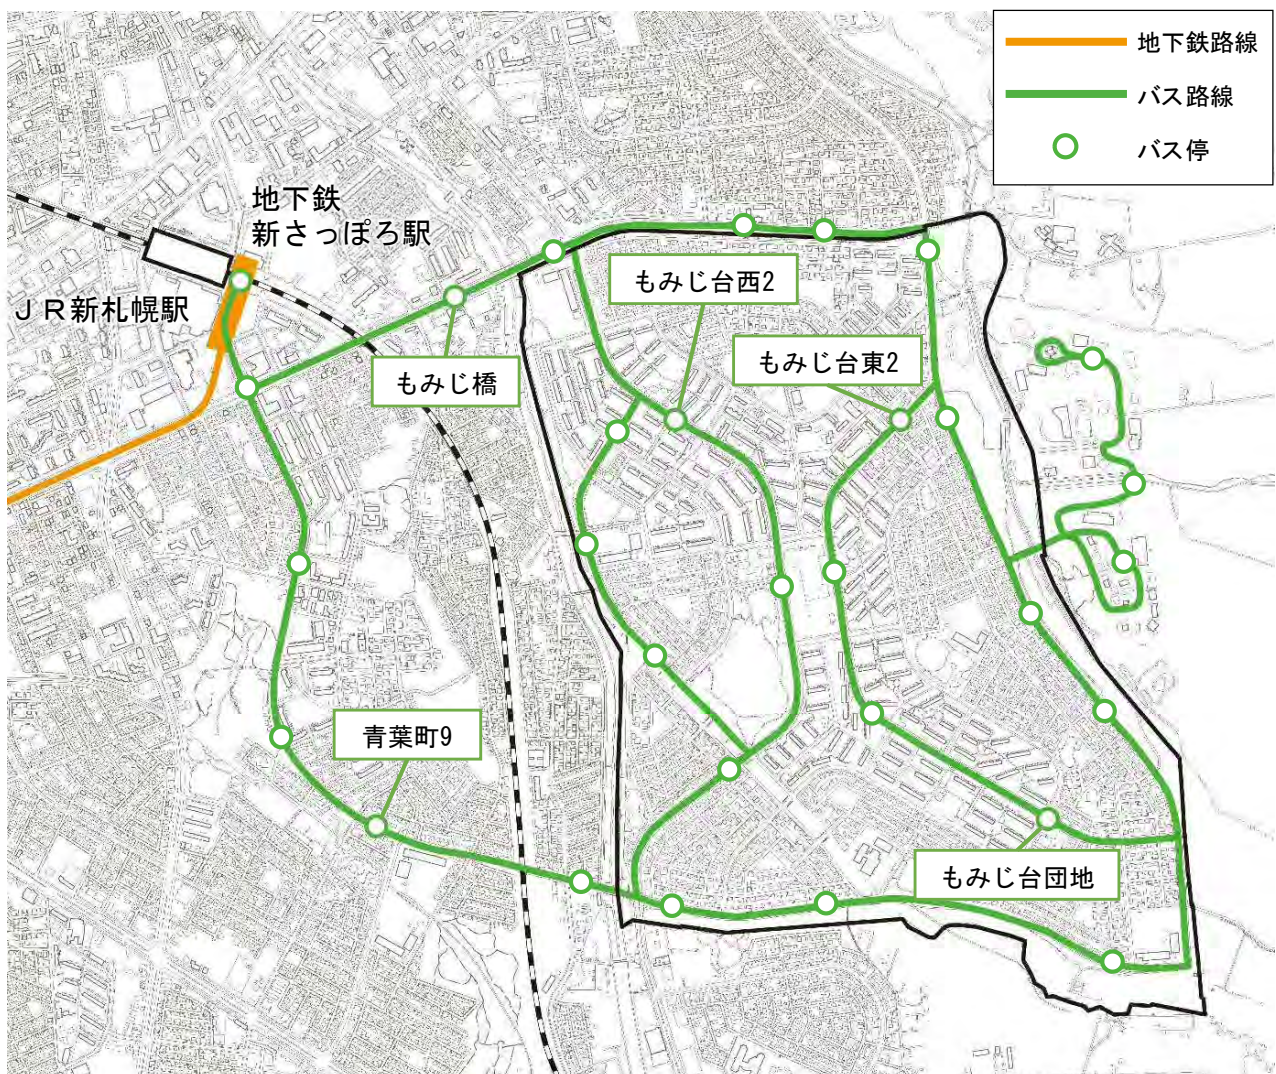 地下鉄路線
バス路線
バス停
地下鉄
新さっぽろ駅
ＪＲ新札幌駅
もみじ台西2
もみじ台東2
もみじ橋
青葉町9
もみじ台団地